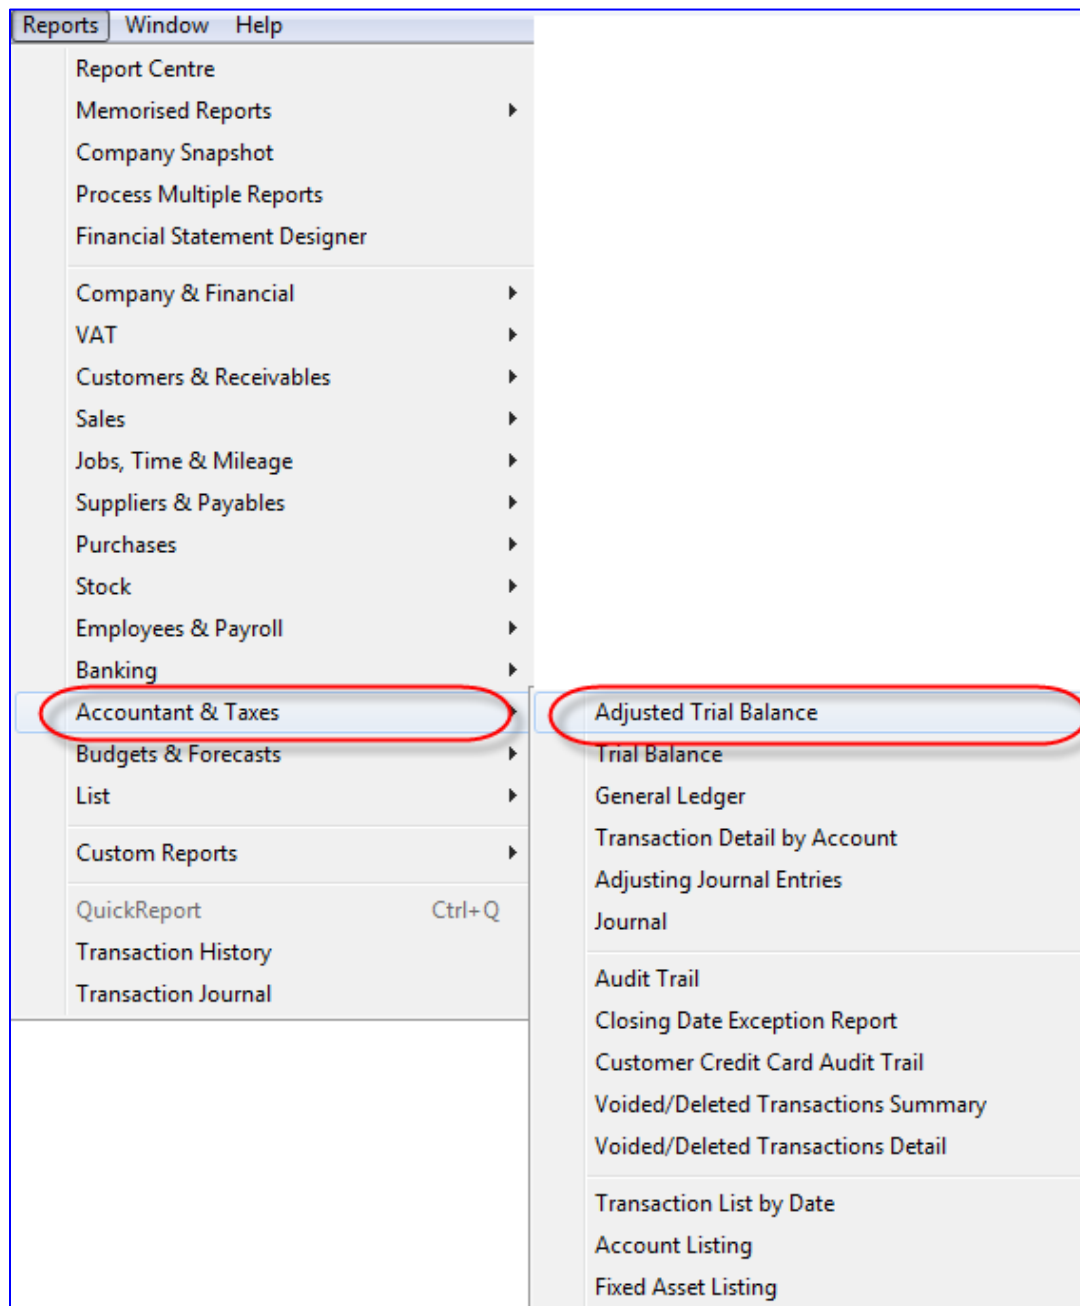 Reports Window Help
Report Centre
Memorised Reports
Company Snapshot
Process Multiple Reports
Financial Statement Designer
Company & Financial
VAT
Customers & Receivables
Sales
Jobs, Time & Mileage
Suppliers & Payables
Purchases
Stock
Employees & Payroll
Banking
Accountant & Taxes
Budgets & Forecasts
List
Custom Reports
QuickReport Ctrl+Q
Transaction History
Transaction Journal
Adjusted Trial Balance
Trial Balance
General Ledger
Transaction Detail by Account
Adjusting Journal Entries
Journal
Audit Trail
Closing Date Exception Report
Customer Credit Card Audit Trail
Voided/Deleted Transactions Summary
Voided/Deleted Transactions Detail
Transaction List by Date
Account Listing
Fixed Asset Listing